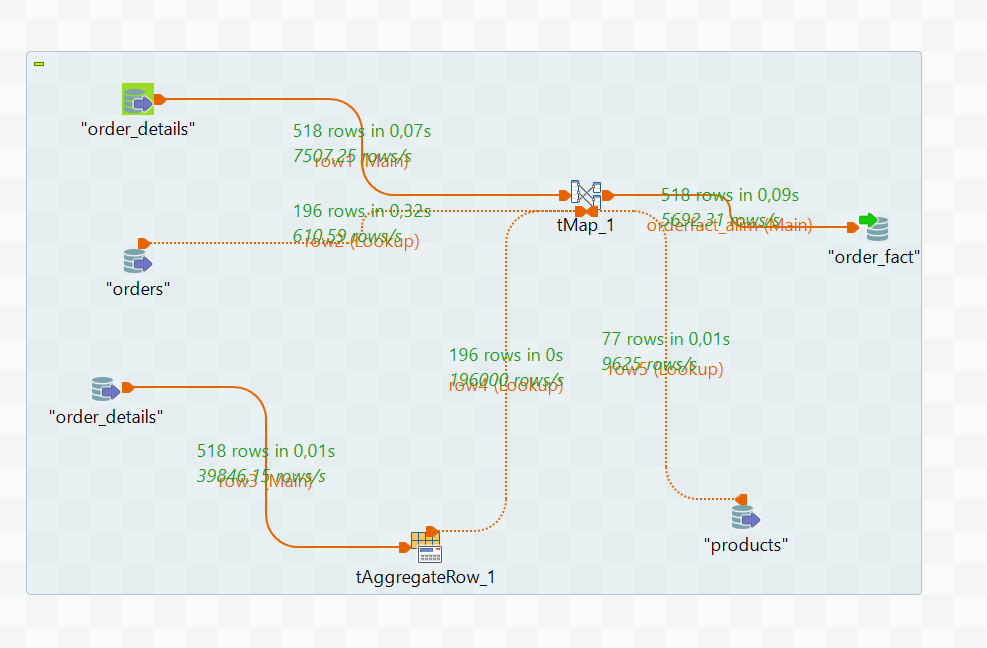 "order_details"
518 rows in 0,07s
7507,25 rows/s
row1 (Main)
196 rows in 0,32s
610,59 rows/s
row2 (Lookup)
"orders"
tMap_1
518 rows in 0,09s
5692,31 rows/s
orderfact_alim (Main)
"order_fact"
196 rows in 0s
196000 rows/s
row4 (Lookup)
77 rows in 0,01s
9625 rows/s
row5 (Lookup)
"order_details"
518 rows in 0,01s
39846,15 rows/s
row3 (Main)
"products"
tAggregateRow_1